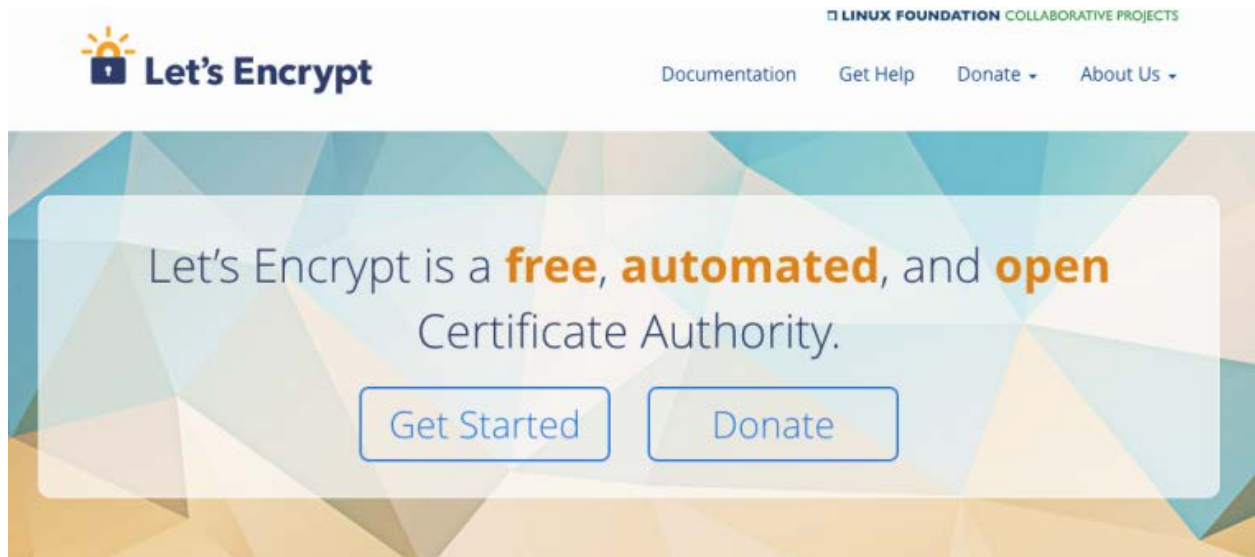 LINUX FOUNDATION COLLABORATIVE PROJECTS
Let's Encrypt
Documentation Get Help Donate About Us
Let's Encrypt is a free, automated, and open
Certificate Authority.
Get Started Donate